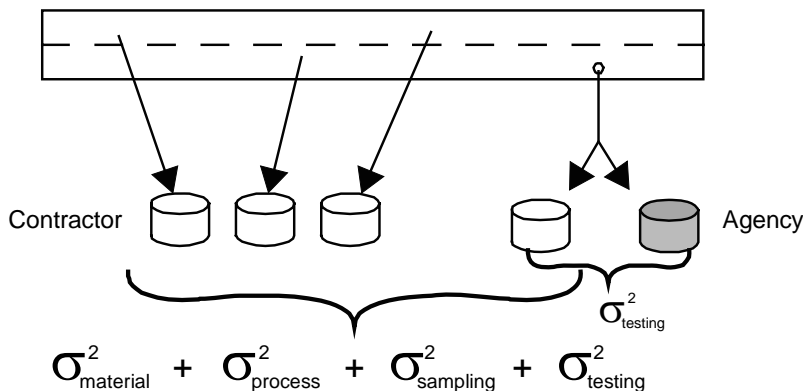 Contractor
Agency
σ²testing
σ²material + σ²process + σ²sampling + σ²testing